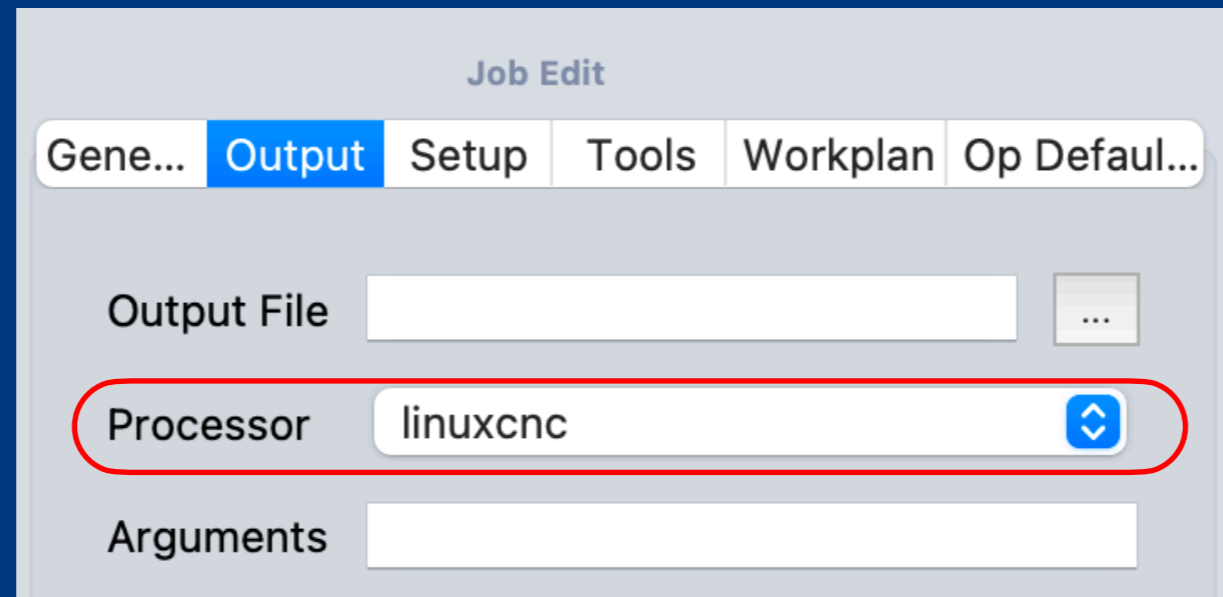 Job Edit
Gene... Output Setup Tools Workplan Op Defaul...
Output File ...
Processor linuxcnc
Arguments